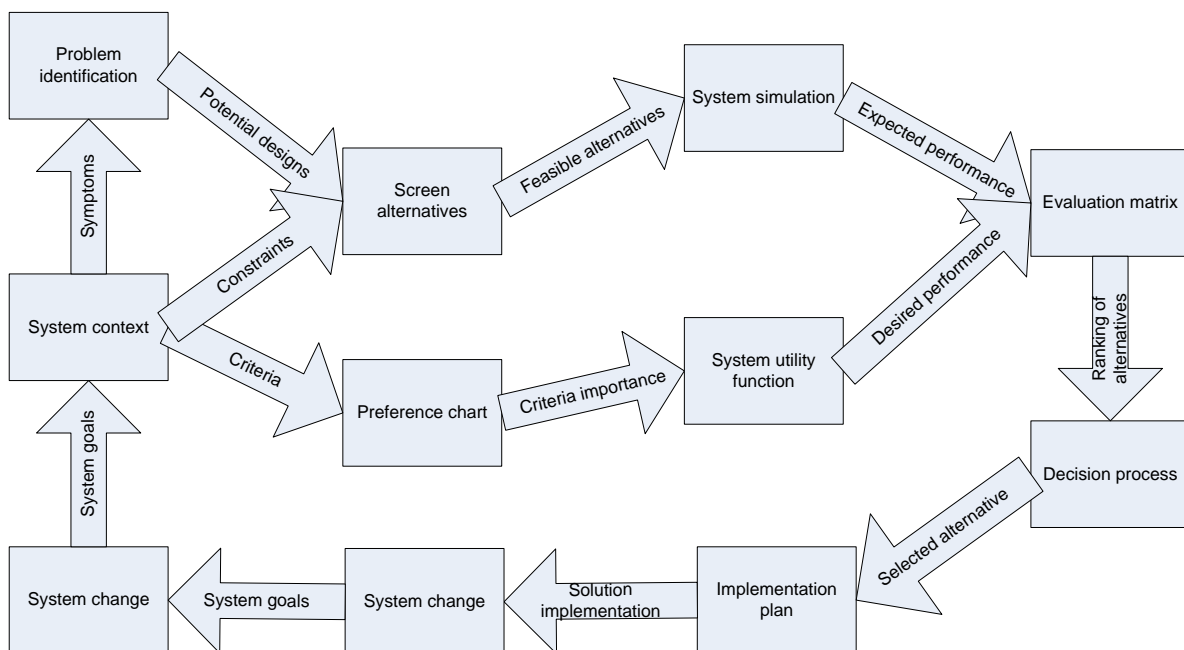 Problem
identification
Potential designs
System simulation
Feasible alternatives
Expected performance
Symptoms
Screen
alternatives
Evaluation matrix
Constraints
System context
Desired performance
Ranking of
alternatives
Criteria
System utility
function
Criteria importance
Preference chart
System goals
Decision process
Selected alternative
System change
System goals
System change
Solution
implementation
Implementation
plan